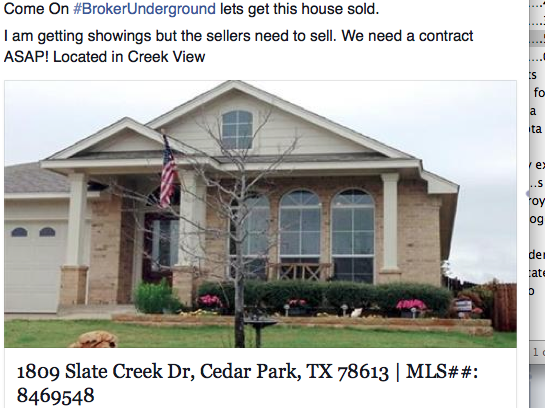 Come On #BrokerUnderground lets get this house sold.
I am getting showings but the sellers need to sell. We need a contract
ASAP! Located in Creek View
1809 Slate Creek Dr, Cedar Park, TX 78613 | MLS##:
8469548